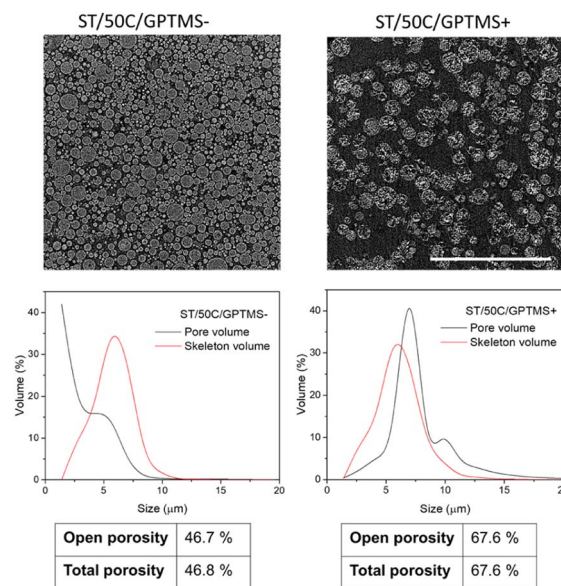 ST/50C/GPTMS-
ST/50C/GPTMS+
40
30
20
10
0
Volume (%)
ST/50C/GPTMS-
Pore volume
Skeleton volume
0
5
10
15
20
Size (μm)
40
30
20
10
0
Volume (%)
ST/50C/GPTMS+
Pore volume
Skeleton volume
0
5
10
15
20
Size (μm)
Open porosity 46.7 %
Total porosity 46.8 %
Open porosity 67.6 %
Total porosity 67.6 %